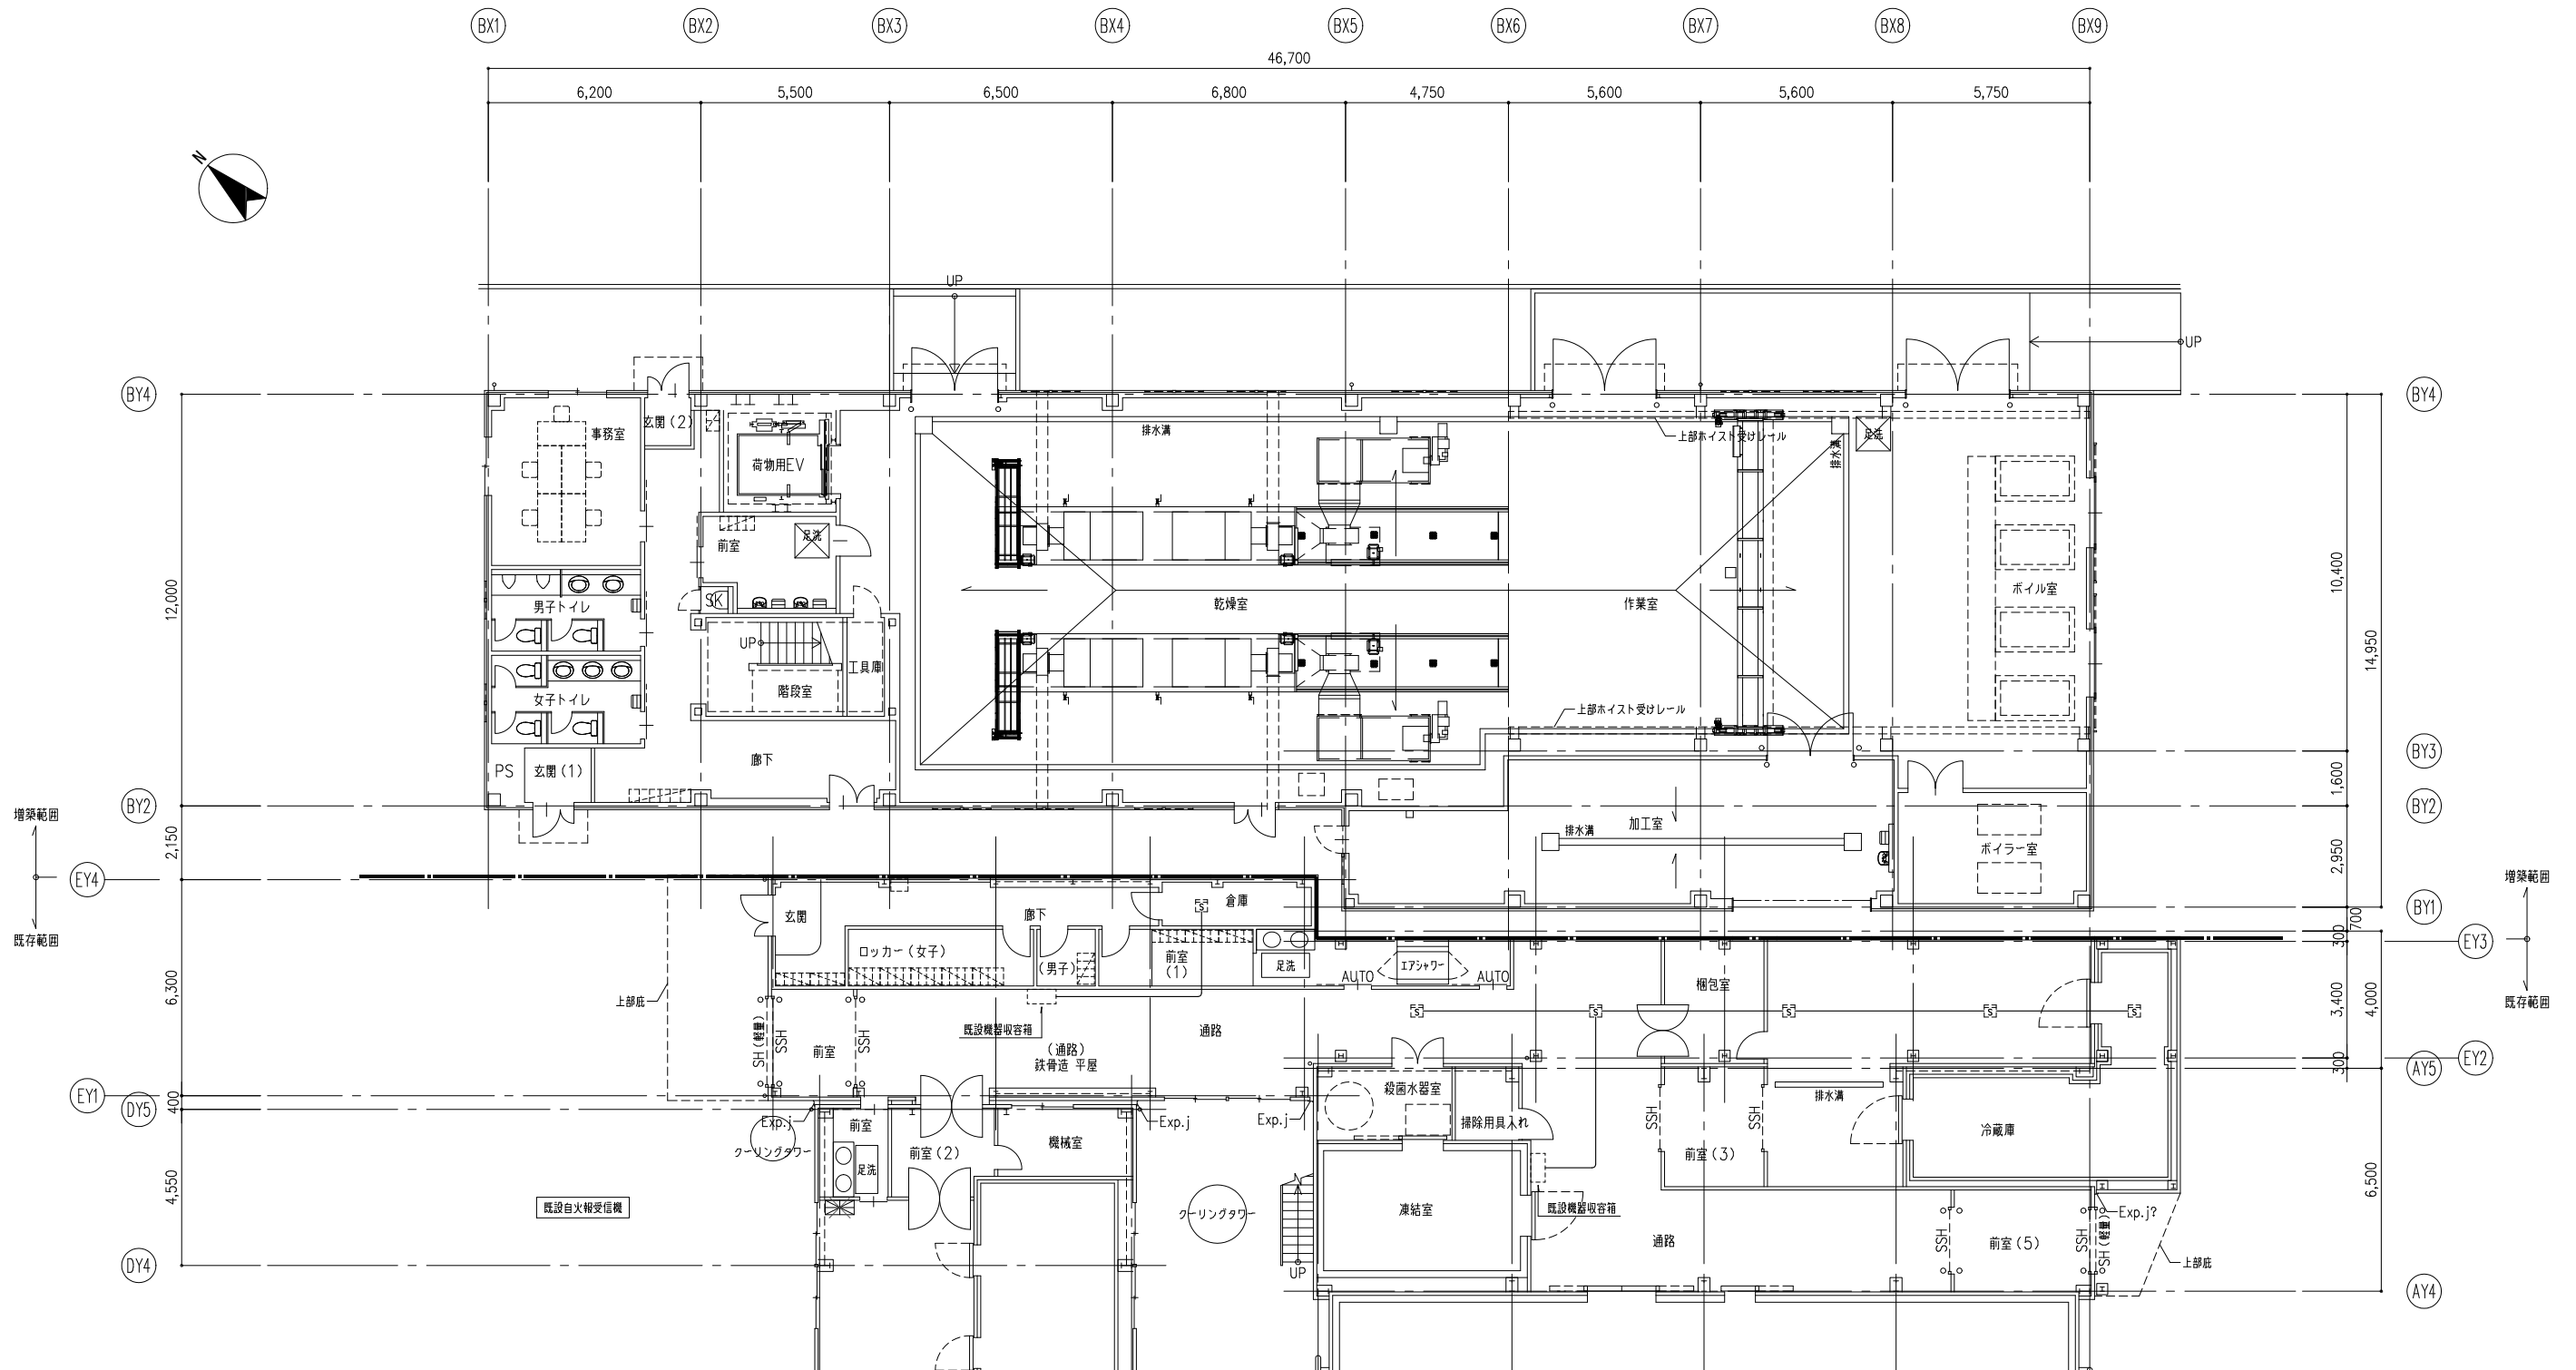 BX1 BX2 BX3 BX4 BX5 BX6 BX7 BX8 BX9
46,700
6,200 5,500 6,500 6,800 4,750 5,600 5,600 5,750
N
UP
UP
BY4 BY4
事務室
玄関(2)
荷物用EV
排水溝
上部ホイスト受けレール
排水溝
足洗
前室
足洗
ボイル室
12,000
10,400
14,950
男子トイレ
SK
乾燥室
作業室
UP
工具庫
階段室
女子トイレ
上部ホイスト受けレール
廊下
PS
玄関(1)
BY3
1,600
BY2 BY2
増築範囲
既存範囲
2,150
排水溝
加工室
ボイラー室
2,950
EY4
増築範囲
既存範囲
BY1
700
玄関
廊下
倉庫
300
EY3
ロッカー(女子)
(男子)
前室
(1)
足洗
エアシャワー
AUTO
AUTO
梱包室
6,300
3,400
4,000
上部庇
既設機器収容箱
通路
S
S S S S S
SH(軽量)
SSH
前室
SSH
(通路)
鉄骨造 平屋
300
EY2
AY5
EY1
400
DY5
殺菌水器室
掃除用具入れ
排水溝
Exp.j
クーリングタワー
前室
足洗
前室(2)
機械室
Exp.j
Exp.j
SSH
前室(3)
SSH
冷蔵庫
4,550
6,500
既設自火報受信機
クーリングタワー
UP
凍結室
既設機器収容箱
通路
SSH
前室(5)
SSH
SH(軽量)
Exp.j?
上部庇
DY4
AY4